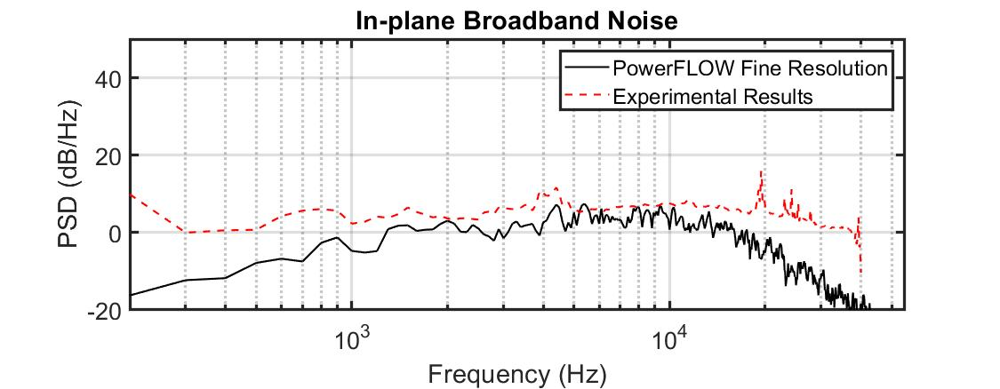 In-plane Broadband Noise
PowerFLOW Fine Resolution
Experimental Results
40
20
0
-20
PSD (dB/Hz)
10³
10⁴
Frequency (Hz)